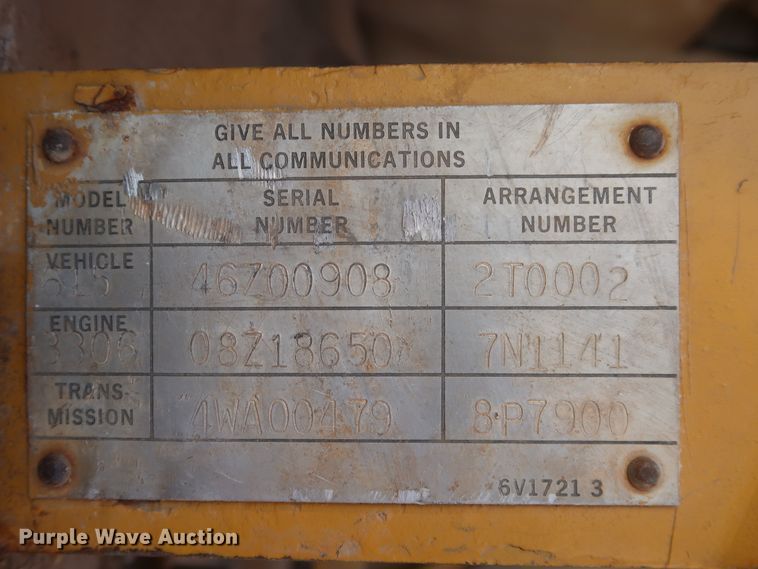 GIVE ALL NUMBERS IN
ALL COMMUNICATIONS
MODEL NUMBER SERIAL NUMBER ARRANGEMENT NUMBER
VEHICLE 615 46Z00908 2T0002
ENGINE 3306 08Z18650 7N1141
TRANS-
MISSION 4WA00479 8P7900
6V1721 3
Purple Wave Auction